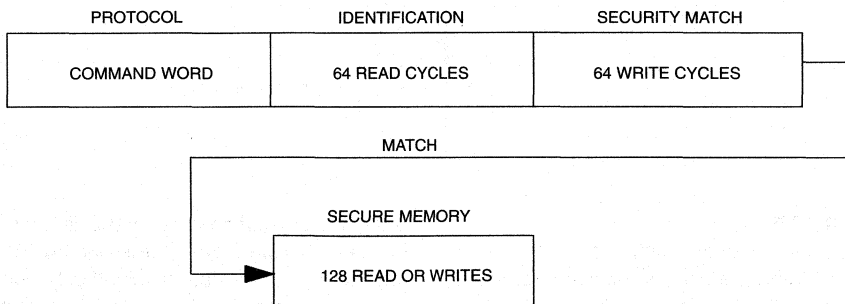 PROTOCOL IDENTIFICATION SECURITY MATCH
COMMAND WORD 64 READ CYCLES 64 WRITE CYCLES
MATCH
SECURE MEMORY
128 READ OR WRITES